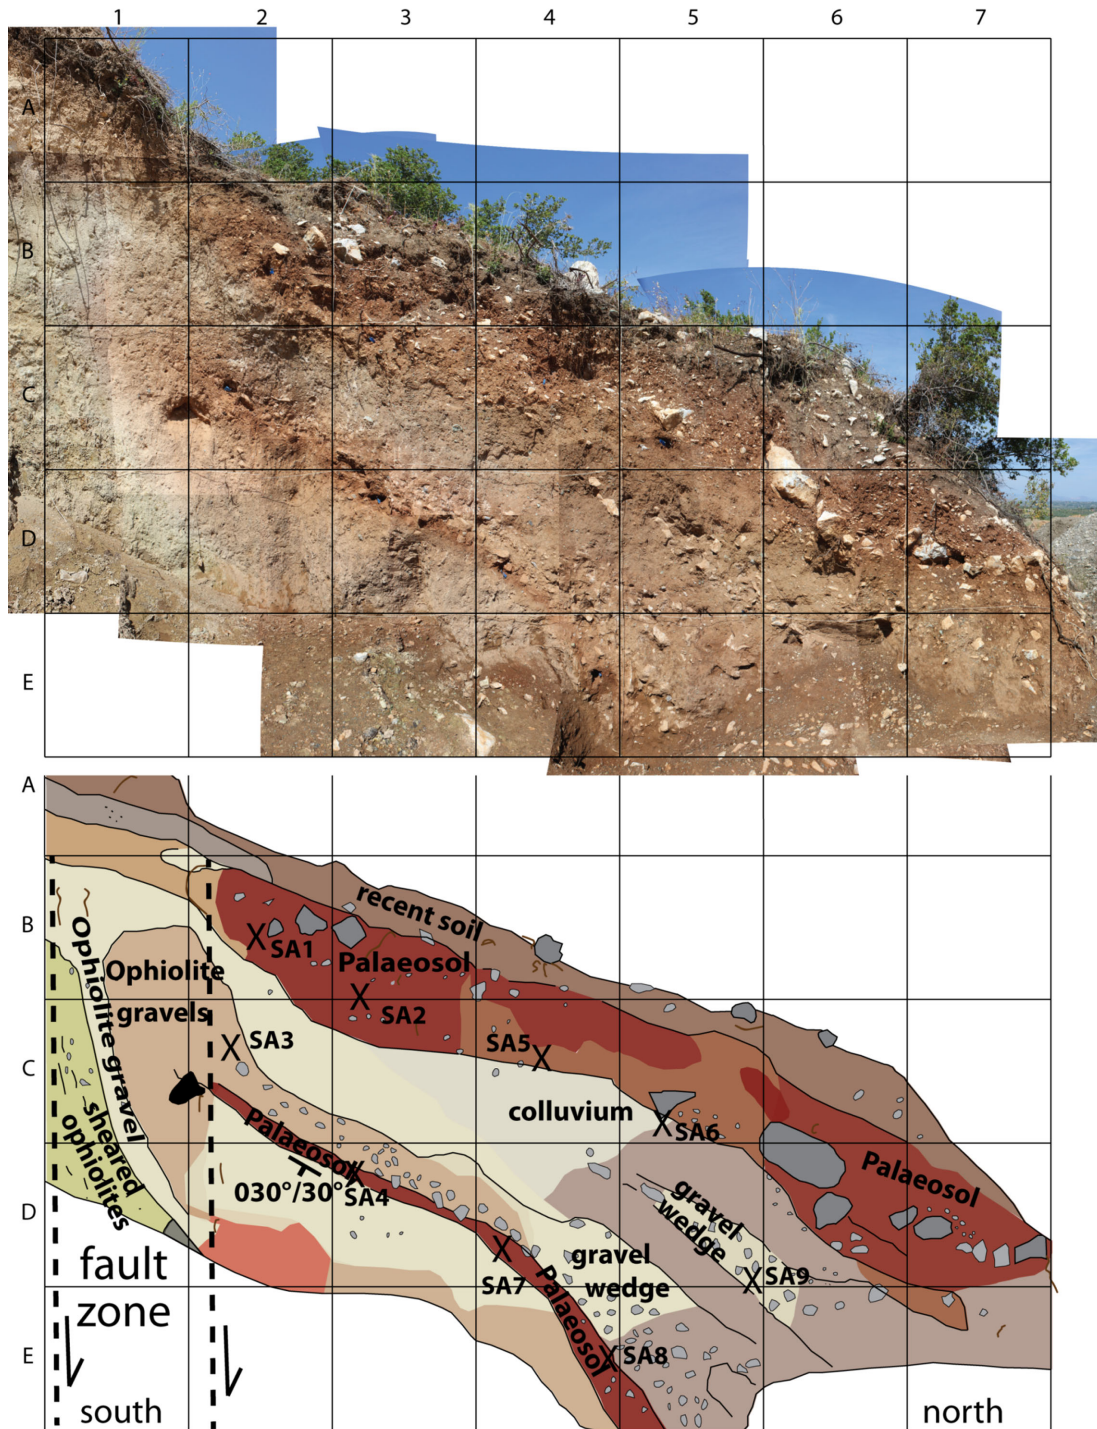 1 2 3 4 5 6 7
A
B
C
D
E
A
recent soil
B
SA1
Palaeosol
Ophiolite gravel
Ophiolite
gravels
SA2
SA3
SA5
C
colluvium
SA6
sheared
ophiolites
Palaeosol
Palaeosol
030°/30°
SA4
D
gravel
wedge
gravel
wedge
SA9
fault
zone
SA7
Palaeosol
SA8
E
south
north